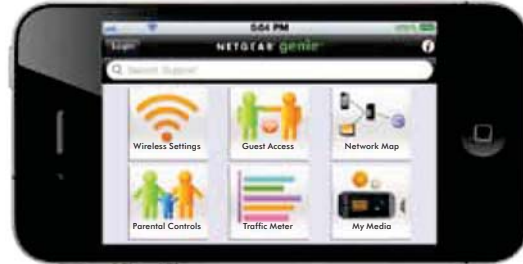 5:04 PM
Login NETGEAR genie
Search Support
Wireless Settings Guest Access Network Map
Parental Controls Traffic Meter My Media